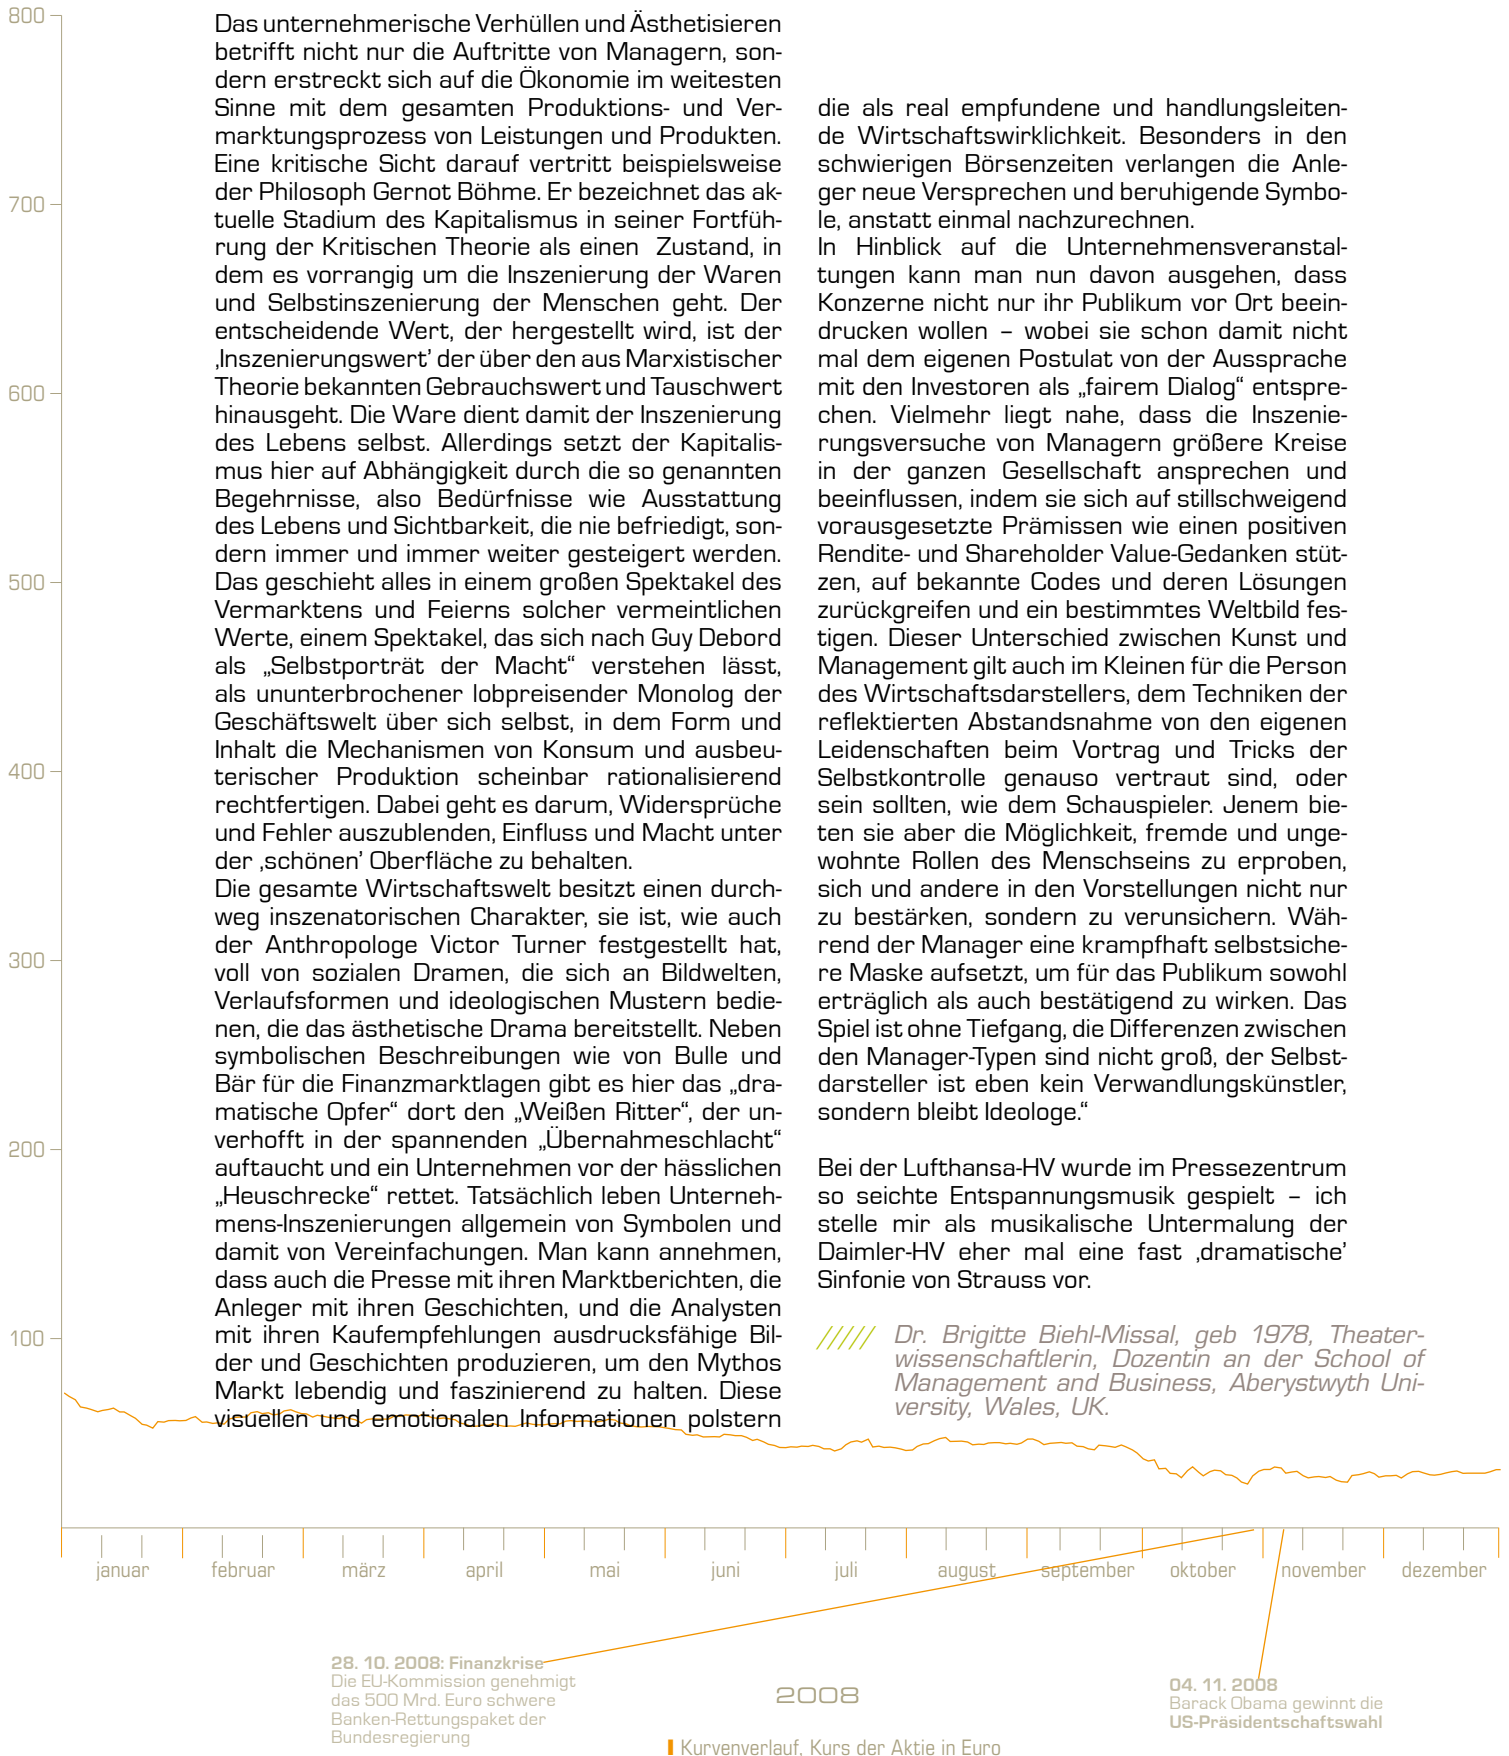 Das unternehmerische Verhüllen und Ästhetisieren
betrifft nicht nur die Auftritte von Managern, son-
dern erstreckt sich auf die Ökonomie im weitesten
Sinne mit dem gesamten Produktions- und Ver-
marktungsprozess von Leistungen und Produkten.
Eine kritische Sicht darauf vertritt beispielsweise
der Philosoph Gernot Böhme. Er bezeichnet das ak-
tuelle Stadium des Kapitalismus in seiner Fortfüh-
rung der Kritischen Theorie als einen Zustand, in
dem es vorrangig um die Inszenierung der Waren
und Selbstinszenierung der Menschen geht. Der
entscheidende Wert, der hergestellt wird, ist der
‚Inszenierungswert’ der über den aus Marxistischer
Theorie bekannten Gebrauchswert und Tauschwert
hinausgeht. Die Ware dient damit der Inszenierung
des Lebens selbst. Allerdings setzt der Kapitalis-
mus hier auf Abhängigkeit durch die so genannten
Begehrnisse, also Bedürfnisse wie Ausstattung
des Lebens und Sichtbarkeit, die nie befriedigt, son-
dern immer und immer weiter gesteigert werden.
Das geschieht alles in einem großen Spektakel des
Vermarktens und Feierns solcher vermeintlichen
Werte, einem Spektakel, das sich nach Guy Debord
als „Selbstporträt der Macht“ verstehen lässt,
als ununterbrochener lobpreisender Monolog der
Geschäftswelt über sich selbst, in dem Form und
Inhalt die Mechanismen von Konsum und ausbeu-
terischer Produktion scheinbar rationalisierend
rechtfertigen. Dabei geht es darum, Widersprüche
und Fehler auszublenden, Einfluss und Macht unter
der ‚schönen’ Oberfläche zu behalten.
Die gesamte Wirtschaftswelt besitzt einen durch-
weg inszenatorischen Charakter, sie ist, wie auch
der Anthropologe Victor Turner festgestellt hat,
voll von sozialen Dramen, die sich an Bildwelten,
Verlaufsformen und ideologischen Mustern bedie-
nen, die das ästhetische Drama bereitstellt. Neben
symbolischen Beschreibungen wie von Bulle und
Bär für die Finanzmarktlagen gibt es hier das „dra-
matische Opfer“ dort den „Weißen Ritter“, der un-
verhofft in der spannenden „Übernahmeschlacht“
auftaucht und ein Unternehmen vor der hässlichen
„Heuschrecke“ rettet. Tatsächlich leben Unterneh-
mens-Inszenierungen allgemein von Symbolen und
damit von Vereinfachungen. Man kann annehmen,
dass auch die Presse mit ihren Marktberichten, die
Anleger mit ihren Geschichten, und die Analysten
mit ihren Kaufempfehlungen ausdrucksfähige Bil-
der und Geschichten produzieren, um den Mythos
Markt lebendig und faszinierend zu halten. Diese
visuellen und emotionalen Informationen polstern
die als real empfundene und handlungsleiten-
de Wirtschaftswirklichkeit. Besonders in den
schwierigen Börsenzeiten verlangen die Anle-
ger neue Versprechen und beruhigende Symbo-
le, anstatt einmal nachzurechnen.
In Hinblick auf die Unternehmensveranstal-
tungen kann man nun davon ausgehen, dass
Konzerne nicht nur ihr Publikum vor Ort beein-
drucken wollen – wobei sie schon damit nicht
mal dem eigenen Postulat von der Aussprache
mit den Investoren als „fairem Dialog“ entspre-
chen. Vielmehr liegt nahe, dass die Inszenie-
rungsversuche von Managern größere Kreise
in der ganzen Gesellschaft ansprechen und
beeinflussen, indem sie sich auf stillschweigend
vorausgesetzte Prämissen wie einen positiven
Rendite- und Shareholder Value-Gedanken stüt-
zen, auf bekannte Codes und deren Lösungen
zurückgreifen und ein bestimmtes Weltbild fes-
tigen. Dieser Unterschied zwischen Kunst und
Management gilt auch im Kleinen für die Person
des Wirtschaftsdarstellers, dem Techniken der
reflektierten Abstandsnahme von den eigenen
Leidenschaften beim Vortrag und Tricks der
Selbstkontrolle genauso vertraut sind, oder
sein sollten, wie dem Schauspieler. Jenem bie-
ten sie aber die Möglichkeit, fremde und unge-
wohnte Rollen des Menschseins zu erproben,
sich und andere in den Vorstellungen nicht nur
zu bestärken, sondern zu verunsichern. Wäh-
rend der Manager eine krampfhaft selbstsiche-
re Maske aufsetzt, um für das Publikum sowohl
erträglich als auch bestätigend zu wirken. Das
Spiel ist ohne Tiefgang, die Differenzen zwischen
den Manager-Typen sind nicht groß, der Selbst-
darsteller ist eben kein Verwandlungskünstler,
sondern bleibt Ideologe.“
Bei der Lufthansa-HV wurde im Pressezentrum
so seichte Entspannungsmusik gespielt – ich
stelle mir als musikalische Untermalung der
Daimler-HV eher mal eine fast ‚dramatische’
Sinfonie von Strauss vor.
////// Dr. Brigitte Biehl-Missal, geb 1978, Theater-
wissenschaftlerin, Dozentin an der School of
Management and Business, Aberystwyth Uni-
versity, Wales, UK.
800
700
600
500
400
300
200
100
januar februar märz april mai juni juli august september oktober november dezember
28. 10. 2008: Finanzkrise
Die EU-Kommission genehmigt
das 500 Mrd. Euro schwere
Banken-Rettungspaket der
Bundesregierung
2008
04. 11. 2008
Barack Obama gewinnt die
US-Präsidentschaftswahl
Kurvenverlauf, Kurs der Aktie in Euro